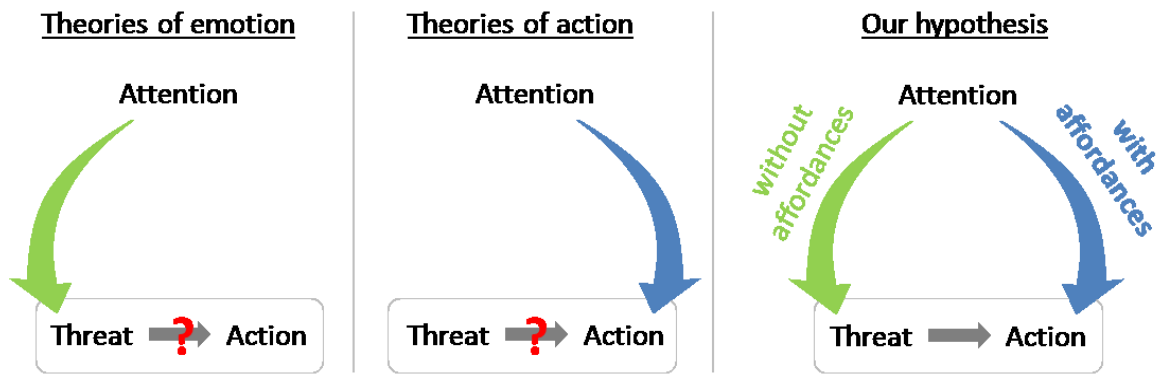 Theories of emotion
Attention
Threat ? Action
Theories of action
Attention
Threat ? Action
Our hypothesis
Attention
without
affordances
with
affordances
Threat Action